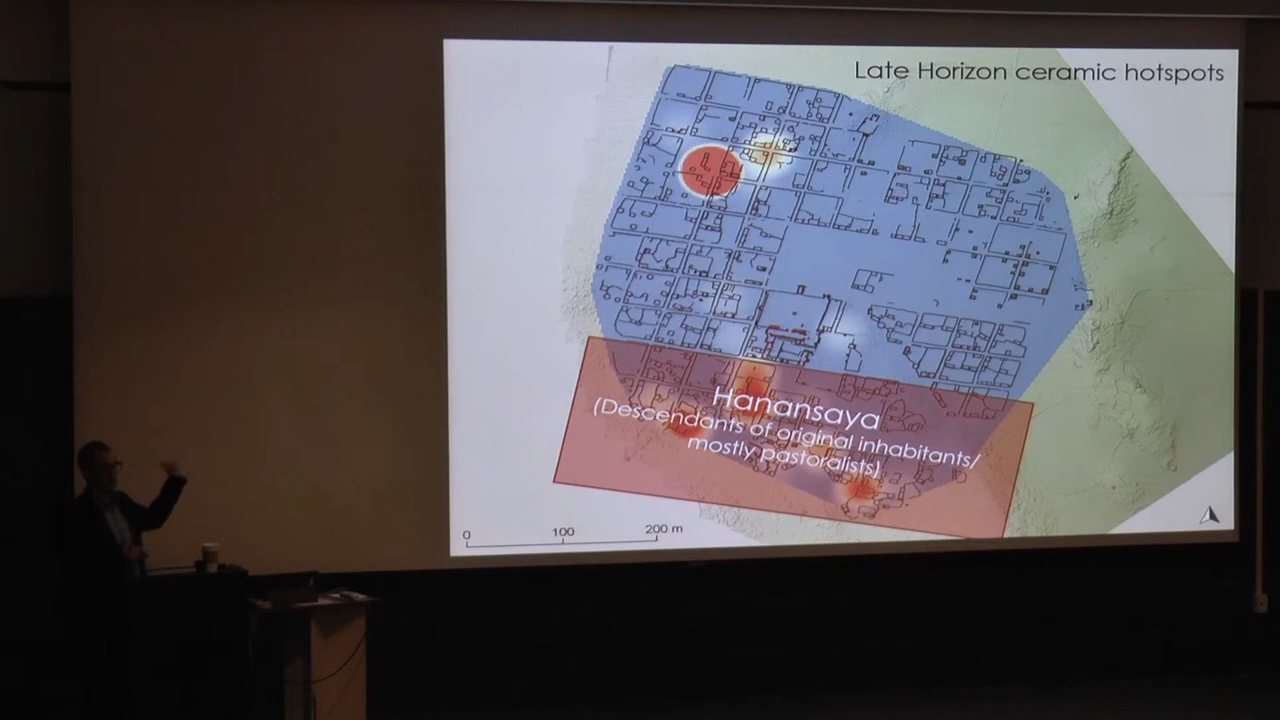 Late Horizon ceramic hotspots
Hanansaya
(Descendants of original inhabitants/
mostly pastoralists)
0 100 200 m